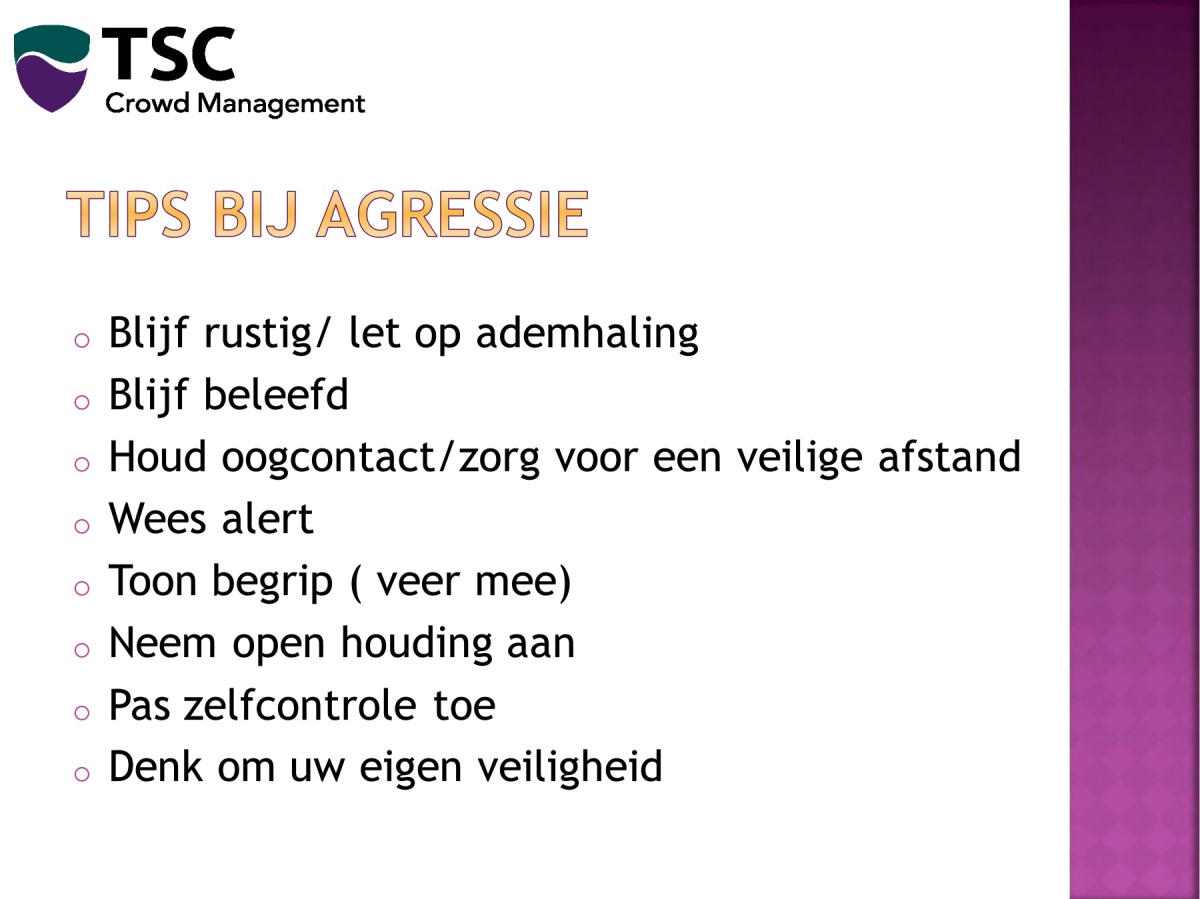 TSC
Crowd Management
TIPS BIJ AGRESSIE
Blijf rustig/ let op ademhaling
Blijf beleefd
Houd oogcontact/zorg voor een veilige afstand
Wees alert
Toon begrip ( veer mee)
Neem open houding aan
Pas zelfcontrole toe
Denk om uw eigen veiligheid